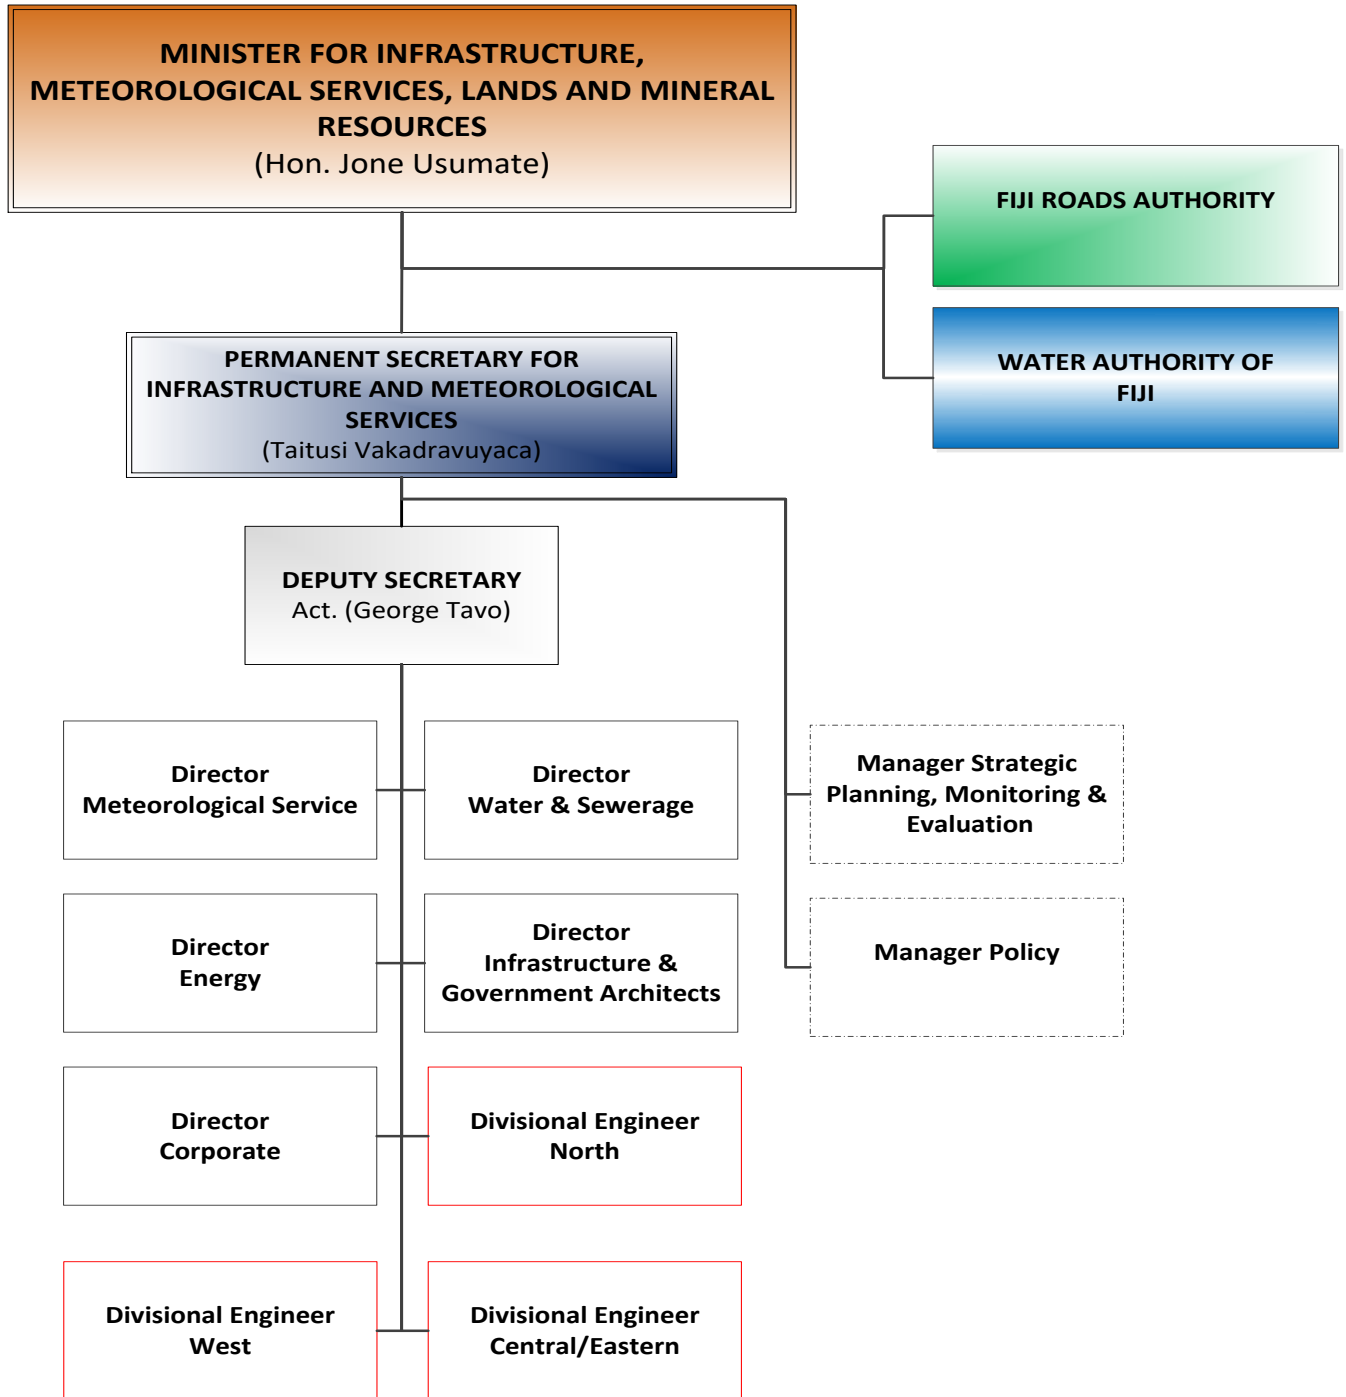 MINISTER FOR INFRASTRUCTURE,
METEOROLOGICAL SERVICES, LANDS AND MINERAL
RESOURCES
(Hon. Jone Usumate)
FIJI ROADS AUTHORITY
WATER AUTHORITY OF
FIJI
PERMANENT SECRETARY FOR
INFRASTRUCTURE AND METEOROLOGICAL
SERVICES
(Taitusi Vakadravuyaca)
DEPUTY SECRETARY
Act. (George Tavo)
Director
Meteorological Service
Director
Water & Sewerage
Manager Strategic
Planning, Monitoring &
Evaluation
Director
Energy
Director
Infrastructure &
Government Architects
Manager Policy
Director
Corporate
Divisional Engineer
North
Divisional Engineer
West
Divisional Engineer
Central/Eastern